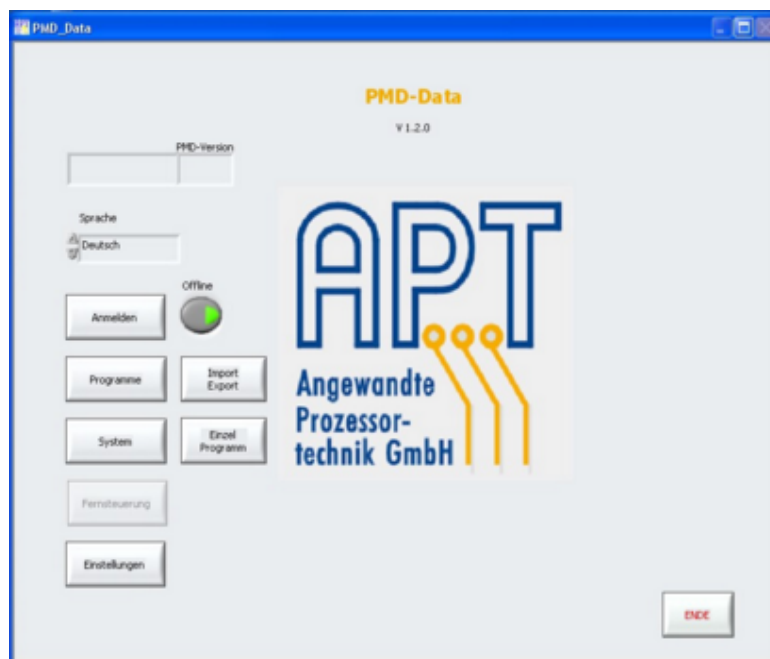 PMD_Data
PMD-Data
V 1.2.0
PMD-Version
Sprache
Deutsch
Offline
Anmelden
Programme
Import
Export
System
Einzel
Programm
Fernsteuerung
Einstellungen
APT
Angewandte
Prozessor-
technik GmbH
ENDE